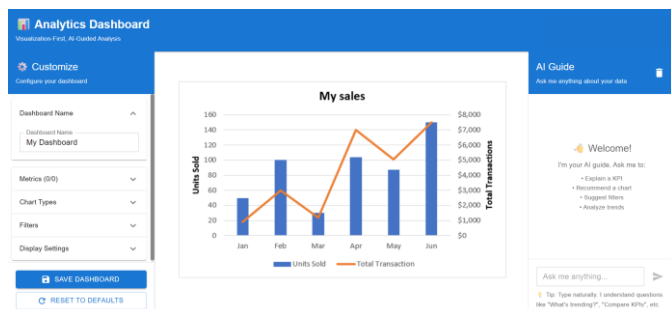 Analytics Dashboard
Visualization-First, AI-Guided Analysis
Customize
Configure your dashboard
Dashboard Name
Dashboard Name
My Dashboard
Metrics (0/0)
Chart Types
Filters
Display Settings
SAVE DASHBOARD
RESET TO DEFAULTS
My sales
Units Sold
160
140
120
100
80
60
40
20
0
$8,000
$7,000
$6,000
$5,000
$4,000
$3,000
$2,000
$1,000
$0
Total Transactions
Jan Feb Mar Apr May Jun
Units Sold Total Transaction
AI Guide
Ask me anything about your data
Welcome!
I'm your AI guide. Ask me to:
• Explain a KPI
• Recommend a chart
• Suggest filters
• Analyze trends
Ask me anything...
Tip: Type naturally. I understand questions
like "What's trending?", "Compare KPIs", etc.